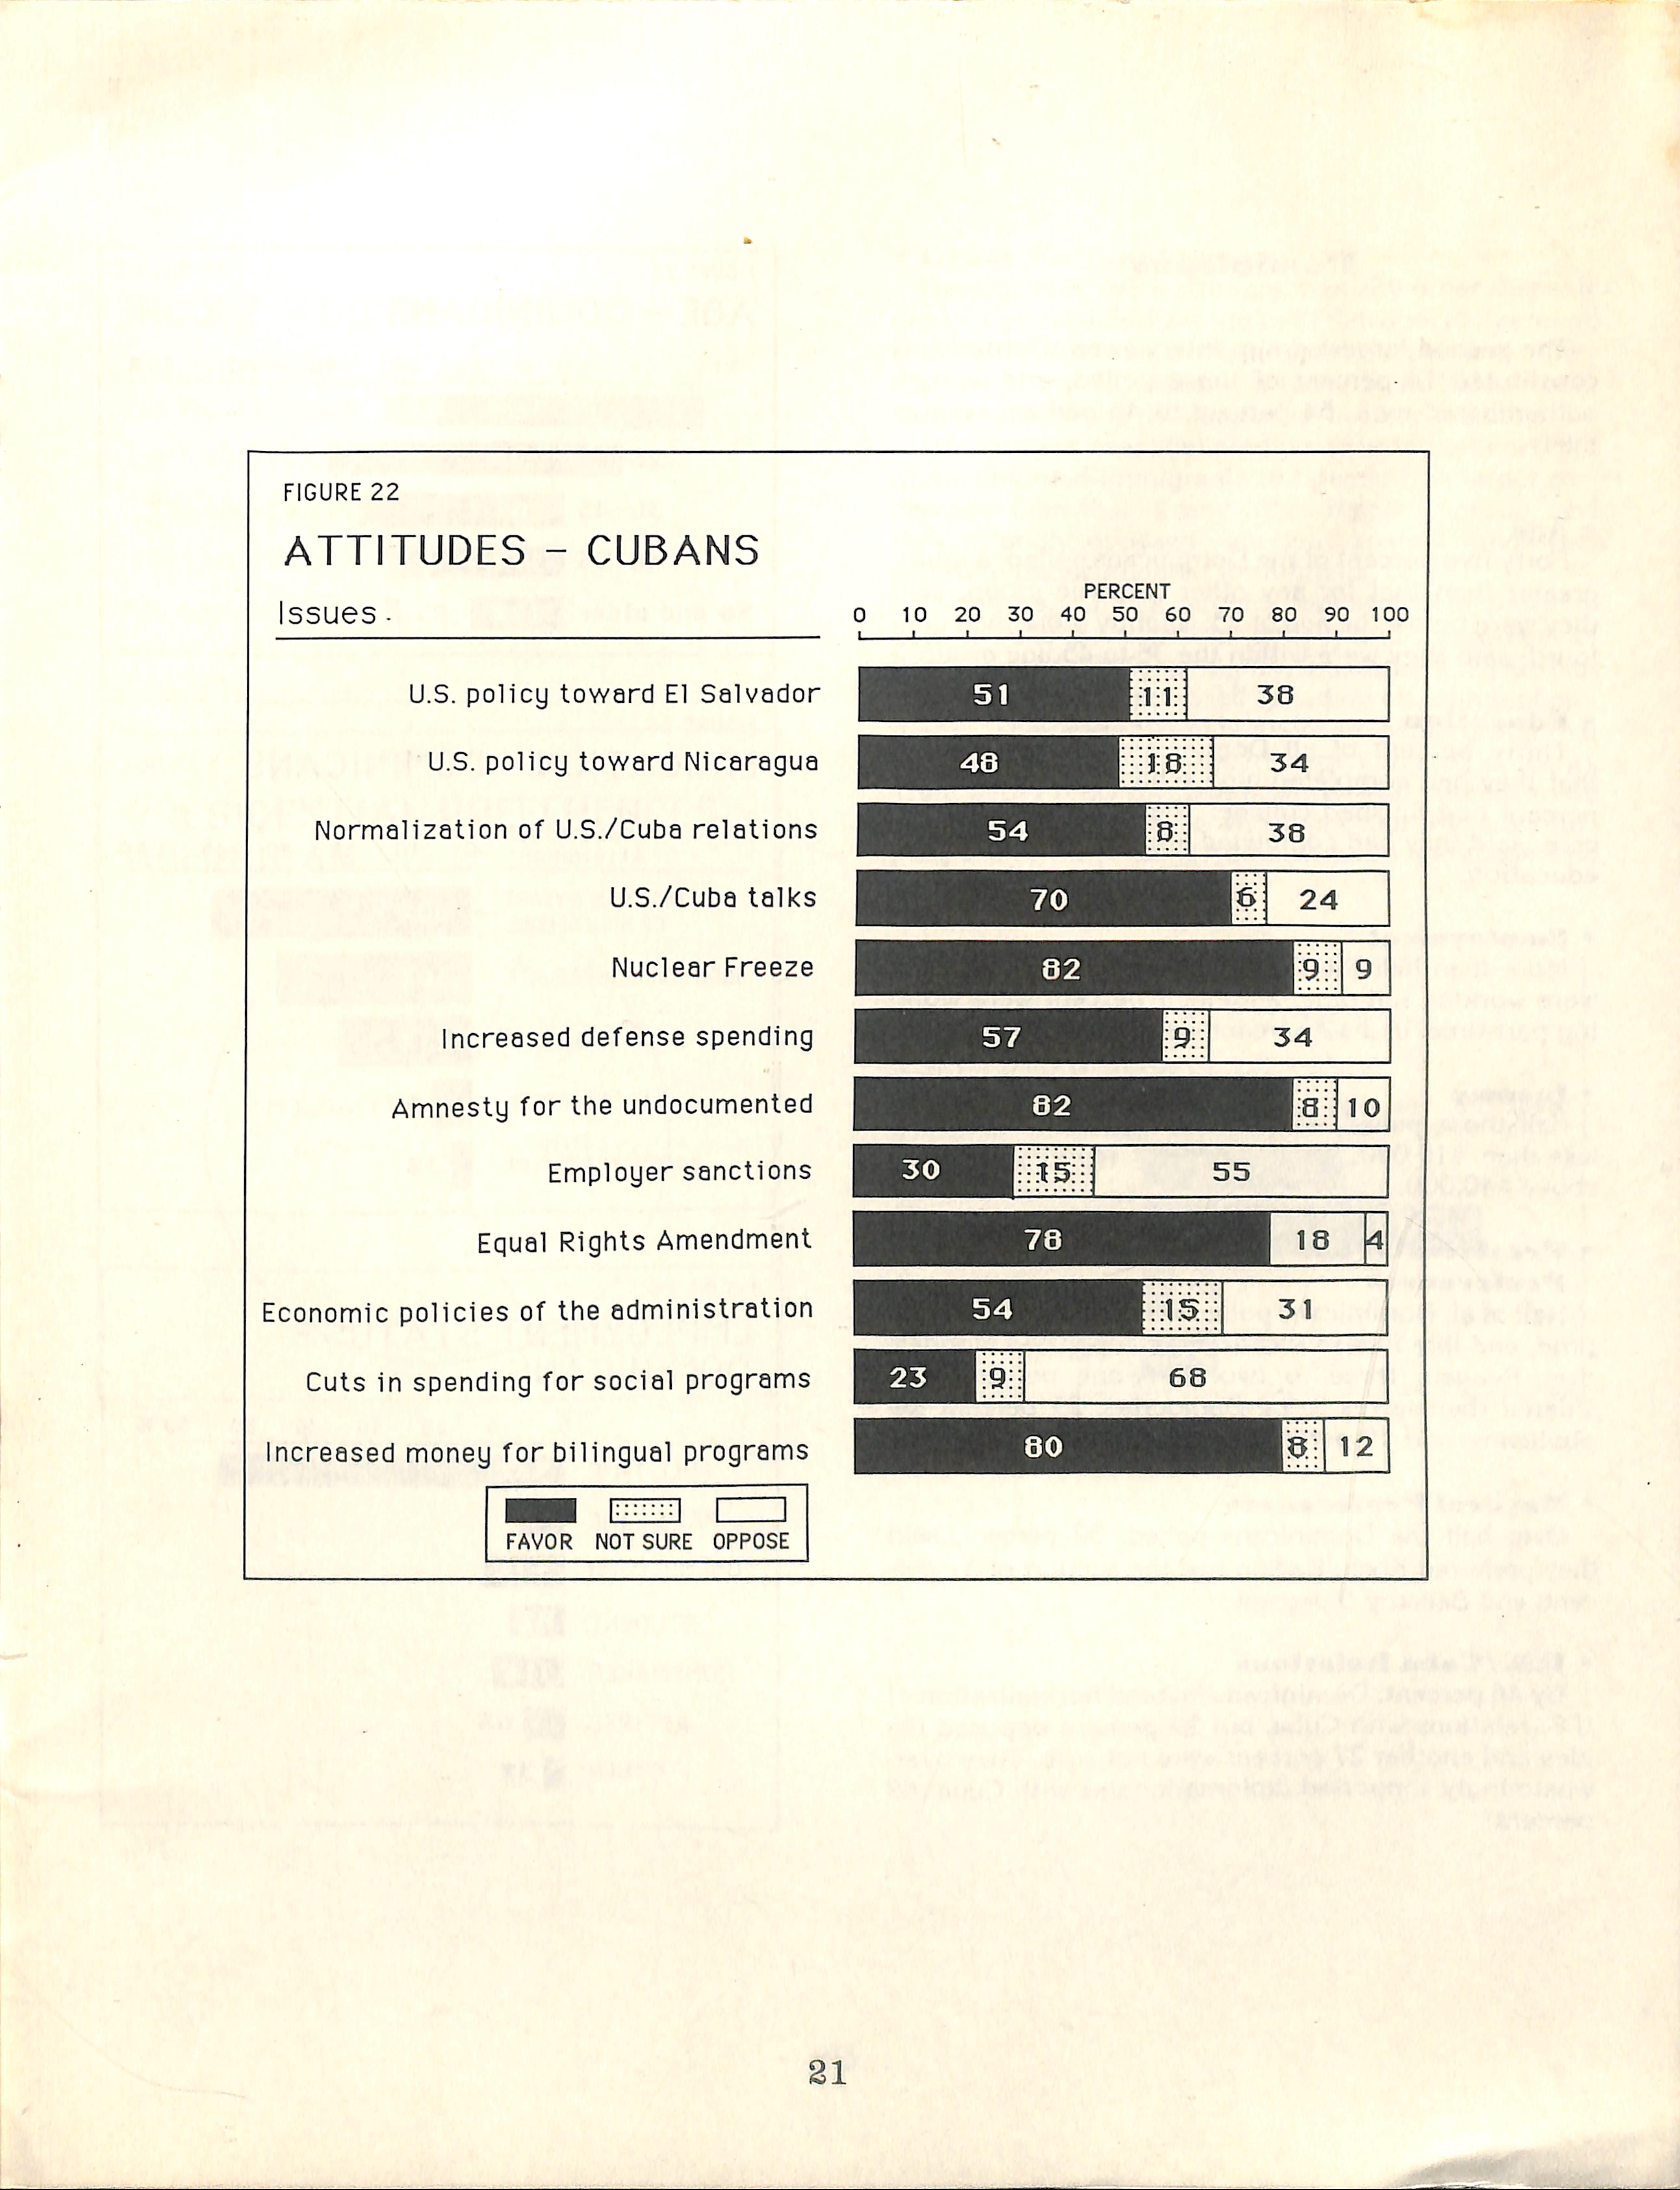 FIGURE 22
ATTITUDES - CUBANS
PERCENT
Issues
0 10 20 30 40 50 60 70 80 90 100
U.S. policy toward El Salvador 51 11 38
U.S. policy toward Nicaragua 48 18 34
Normalization of U.S./Cuba relations 54 8 38
U.S./Cuba talks 70 6 24
Nuclear Freeze 82 9 9
Increased defense spending 57 9 34
Amnesty for the undocumented 82 8 10
Employer sanctions 30 15 55
Equal Rights Amendment 78 18 4
Economic policies of the administration 54 15 31
Cuts in spending for social programs 23 9 68
Increased money for bilingual programs 80 8 12
FAVOR NOT SURE OPPOSE
21